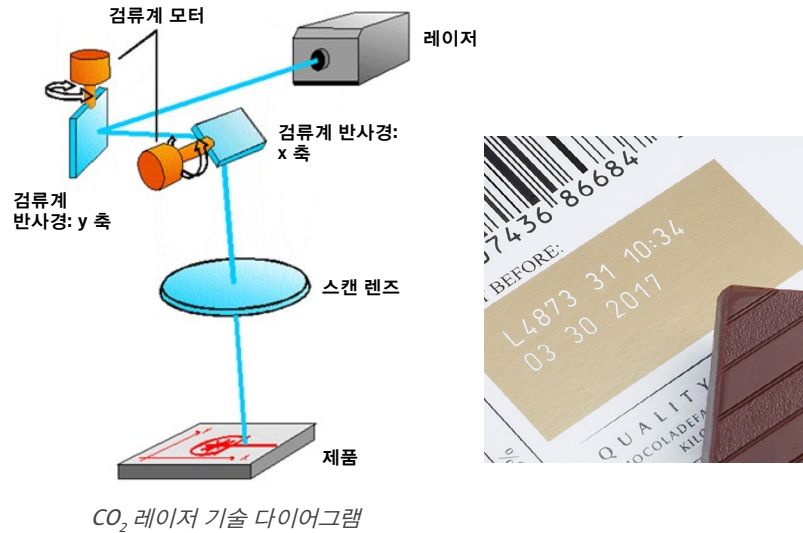 검류계 모터
레이저
검류계 반사경:
x 축
검류계
반사경: y 축
스캔 렌즈
제품
CO₂ 레이저 기술 다이어그램
7436 86684
BEFORE:
L4873 31 10:34
03 30 2017
QUALITY
KIL